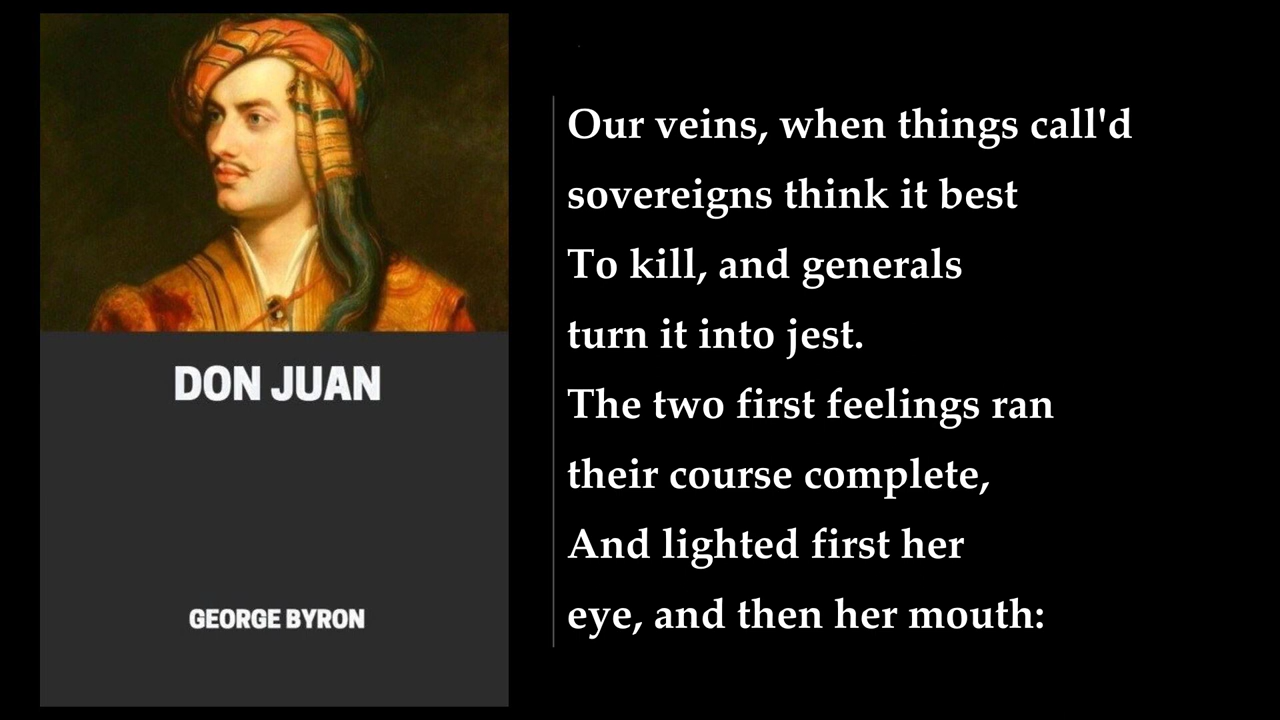 DON JUAN
GEORGE BYRON
Our veins, when things call'd
sovereigns think it best
To kill, and generals
turn it into jest.
The two first feelings ran
their course complete,
And lighted first her
eye, and then her mouth: